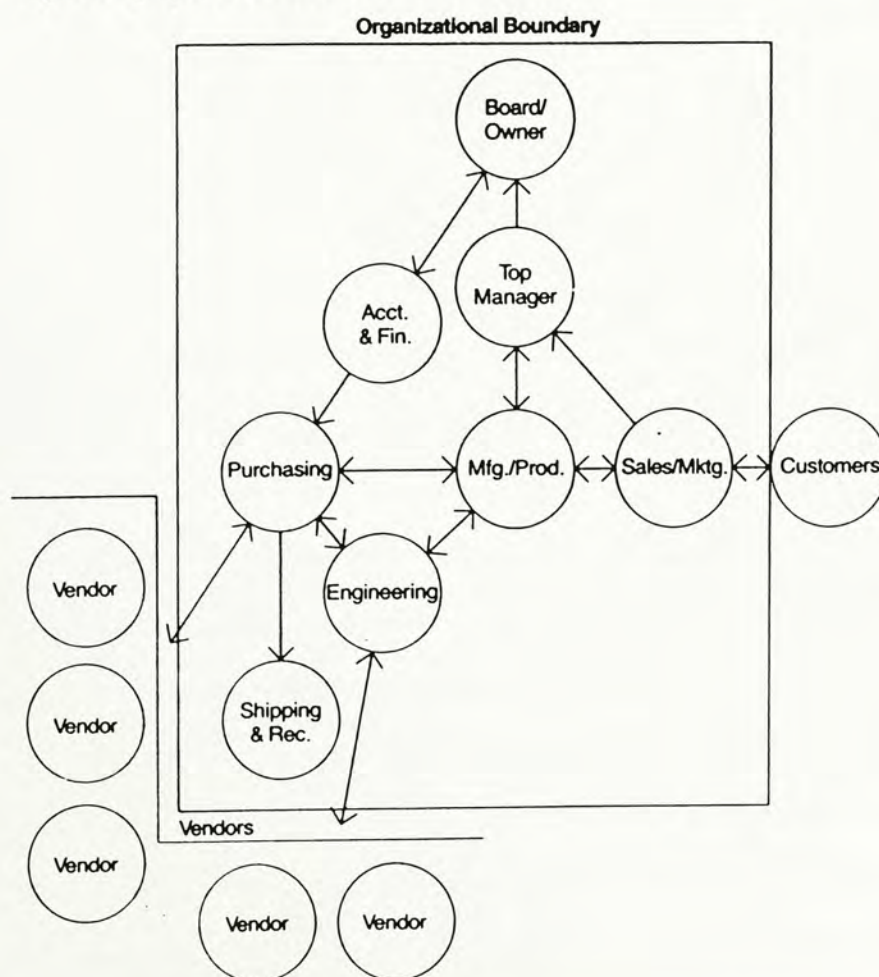 Organizational Boundary
Board/
Owner
Top
Manager
Acct.
& Fin.
Purchasing
Mfg./Prod.
Sales/Mktg.
Customers
Engineering
Vendor
Vendor
Shipping
& Rec.
Vendors
Vendor
Vendor
Vendor